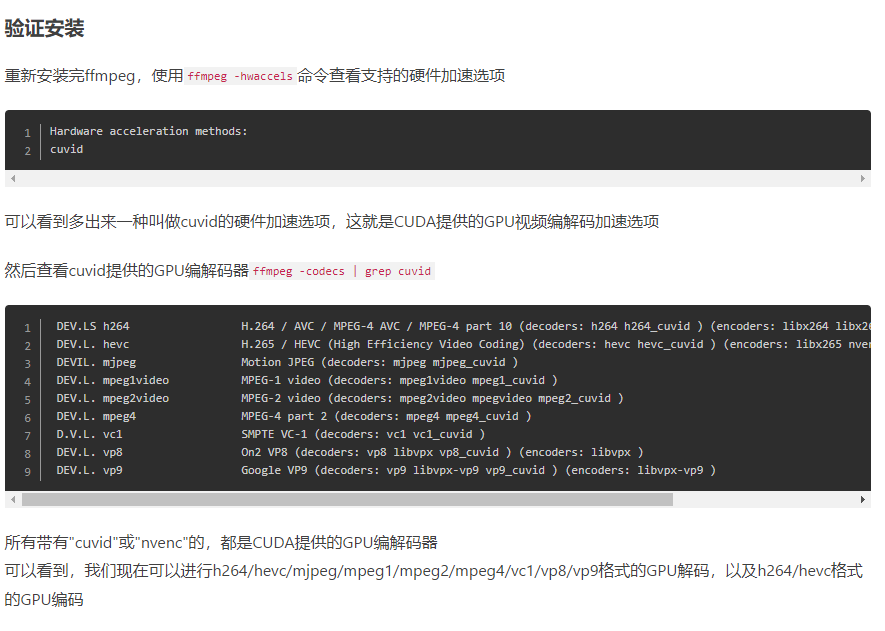 验证安装
重新安装完ffmpeg，使用 ffmpeg -hwaccels 命令查看支持的硬件加速选项
1 Hardware acceleration methods:
2 cuvid
可以看到多出来一种叫做cuvid的硬件加速选项，这就是CUDA提供的GPU视频编解码加速选项
然后查看cuvid提供的GPU编解码器 ffmpeg -codecs | grep cuvid
1 DEV.LS h264 H.264 / AVC / MPEG-4 AVC / MPEG-4 part 10 (decoders: h264 h264_cuvid ) (encoders: libx264 libx26
2 DEV.L. hevc H.265 / HEVC (High Efficiency Video Coding) (decoders: hevc hevc_cuvid ) (encoders: libx265 nven
3 DEVIL. mjpeg Motion JPEG (decoders: mjpeg mjpeg_cuvid )
4 DEV.L. mpeg1video MPEG-1 video (decoders: mpeg1video mpeg1_cuvid )
5 DEV.L. mpeg2video MPEG-2 video (decoders: mpeg2video mpegvideo mpeg2_cuvid )
6 DEV.L. mpeg4 MPEG-4 part 2 (decoders: mpeg4 mpeg4_cuvid )
7 D.V.L. vc1 SMPTE VC-1 (decoders: vc1 vc1_cuvid )
8 DEV.L. vp8 On2 VP8 (decoders: vp8 libvpx vp8_cuvid ) (encoders: libvpx )
9 DEV.L. vp9 Google VP9 (decoders: vp9 libvpx-vp9 vp9_cuvid ) (encoders: libvpx-vp9 )
所有带有"cuvid"或"nvenc"的，都是CUDA提供的GPU编解码器
可以看到，我们现在可以进行h264/hevc/mjpeg/mpeg1/mpeg2/mpeg4/vc1/vp8/vp9格式的GPU解码，以及h264/hevc格式
的GPU编码